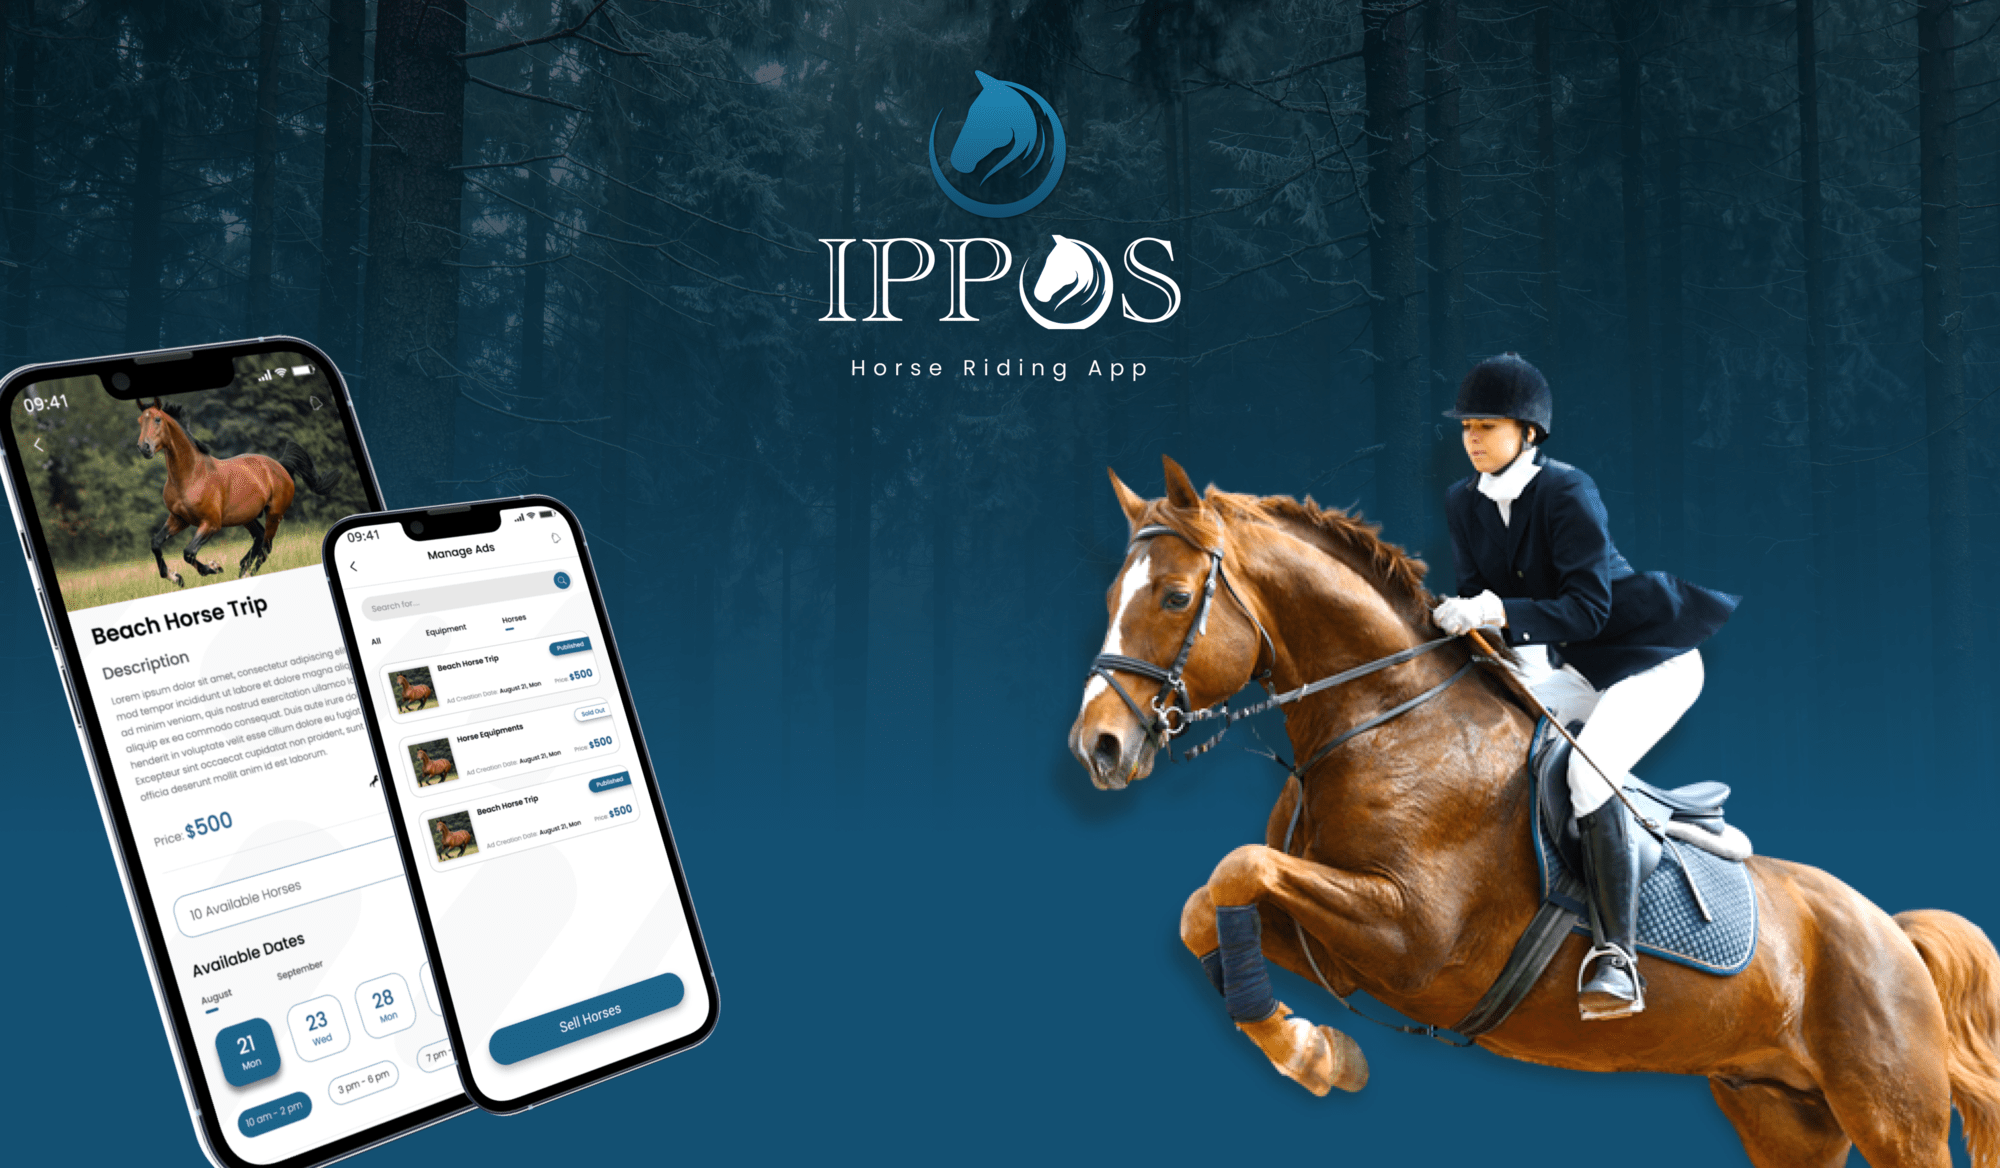 IPPOS
Horse Riding App
09:41
Beach Horse Trip
Description
Lorem ipsum dolor sit amet, consectetur adipiscing
mod tempor incididunt ut labore et dolore magna
ad minim veniam, quis nostrud exercitation ullamco
aliquip ex ea commodo consequat. Duis aute irure
henderit in voluptate velit esse cillum dolore eu fugiat
Excepteur sint occaecat cupidatat non proident, sunt
officia deserunt mollit anim id est laborum.
Price: $500
10 Available Horses
Available Dates
August September
21 23 28
Mon Wed Mon
10 am - 2 pm 3 pm - 6 pm 7 pm -
09:41
Manage Ads
Search for...
All Equipment Horses
Published
Beach Horse Trip
Ad Creation Date: August 21, Mon Price $500
Sold Out
Horse Equipments
Ad Creation Date: August 21, Mon Price $500
Published
Beach Horse Trip
Ad Creation Date: August 21, Mon Price $500
Sell Horses